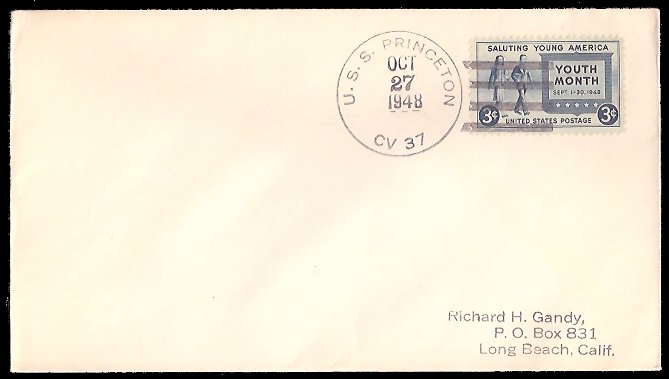 U. S. S. PRINCETON
OCT
27
1948
CV 37
SALUTING YOUNG AMERICA
YOUTH
MONTH
SEPT. 1-30, 1948
3¢ 3¢
UNITED STATES POSTAGE
Richard H. Gandy,
P. O. Box 831
Long Beach, Calif.